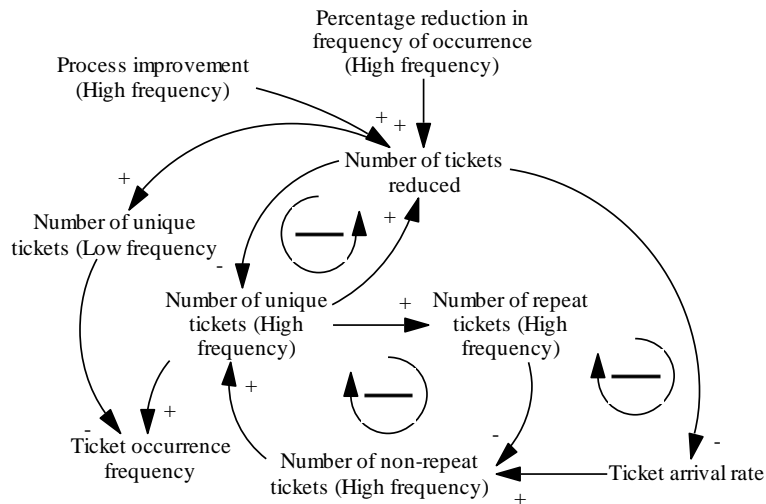 Percentage reduction in
frequency of occurrence
(High frequency)
Process improvement
(High frequency)
+
+
Number of tickets
reduced
+
Number of unique
tickets (Low frequency
+
-
Number of unique
tickets (High
frequency)
+
Number of repeat
tickets (High
frequency)
+
+
-
Ticket occurrence
frequency
-
-
Number of non-repeat
tickets (High frequency)
Ticket arrival rate
+